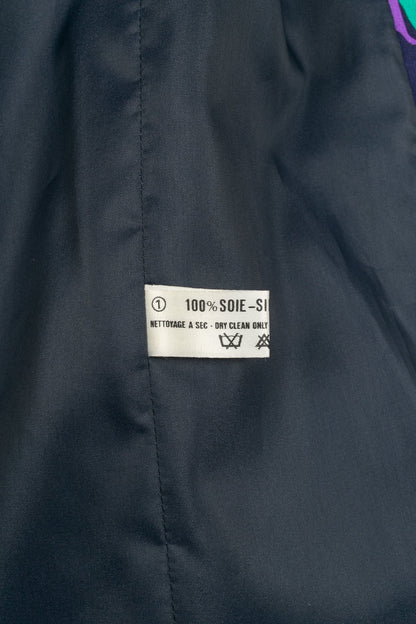 ① 100% SOIE - SI
NETTOYAGE A SEC - DRY CLEAN ONLY